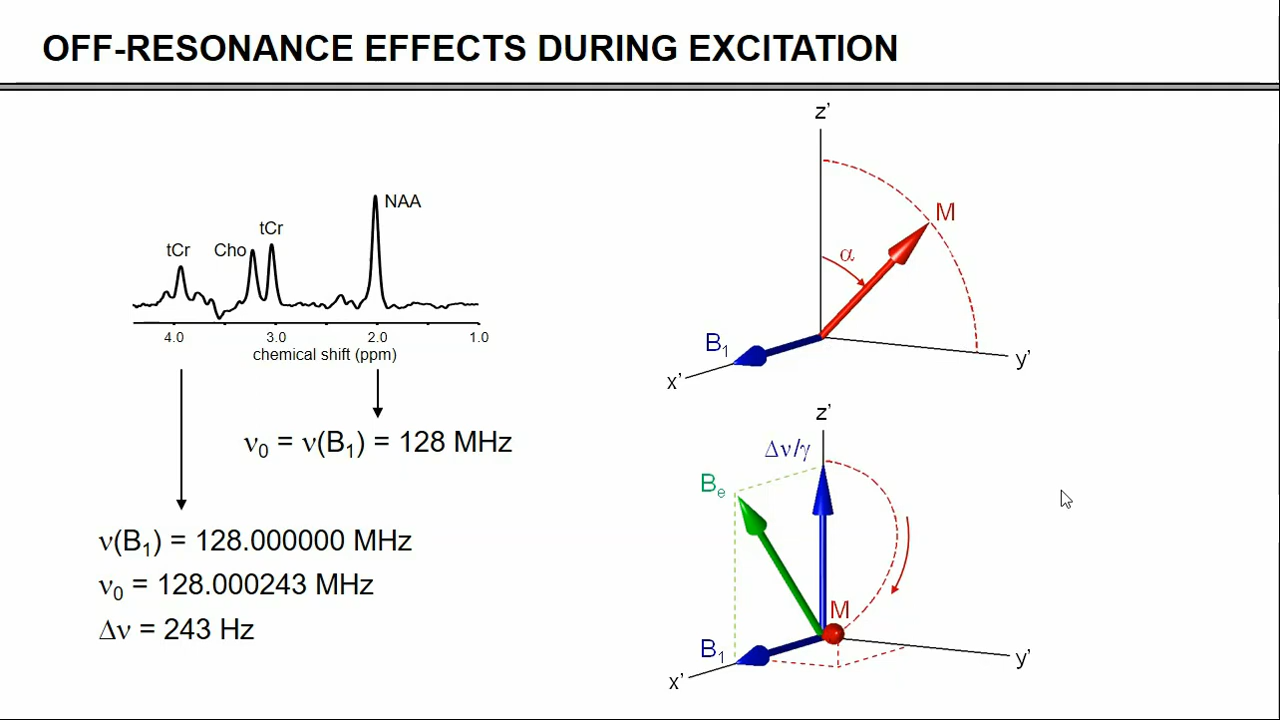 OFF-RESONANCE EFFECTS DURING EXCITATION
NAA
tCr
tCr
Cho
4.0 3.0 2.0 1.0
chemical shift (ppm)
ν₀ = ν(B₁) = 128 MHz
ν(B₁) = 128.000000 MHz
ν₀ = 128.000243 MHz
Δν = 243 Hz
z'
M
α
B₁
x'
y'
z'
Δν/γ
Bₑ
M
B₁
x'
y'